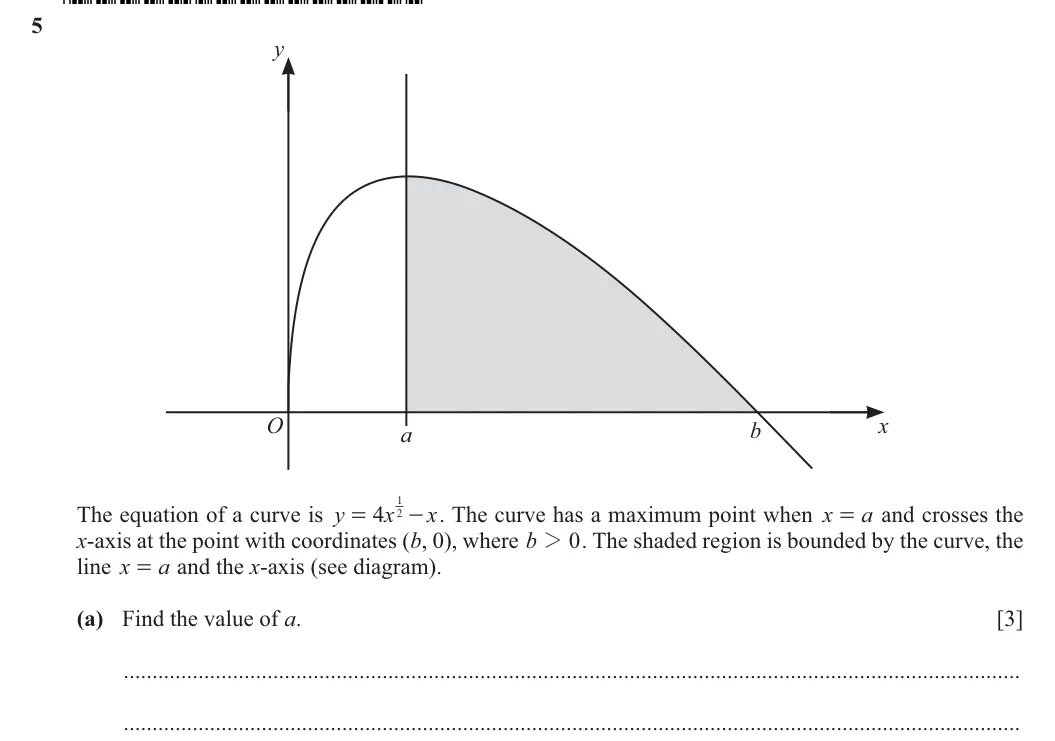 5
y
O
a
b
x
The equation of a curve is y = 4x^{1/2} − x. The curve has a maximum point when x = a and crosses the
x-axis at the point with coordinates (b, 0), where b > 0. The shaded region is bounded by the curve, the
line x = a and the x-axis (see diagram).
(a) Find the value of a. [3]